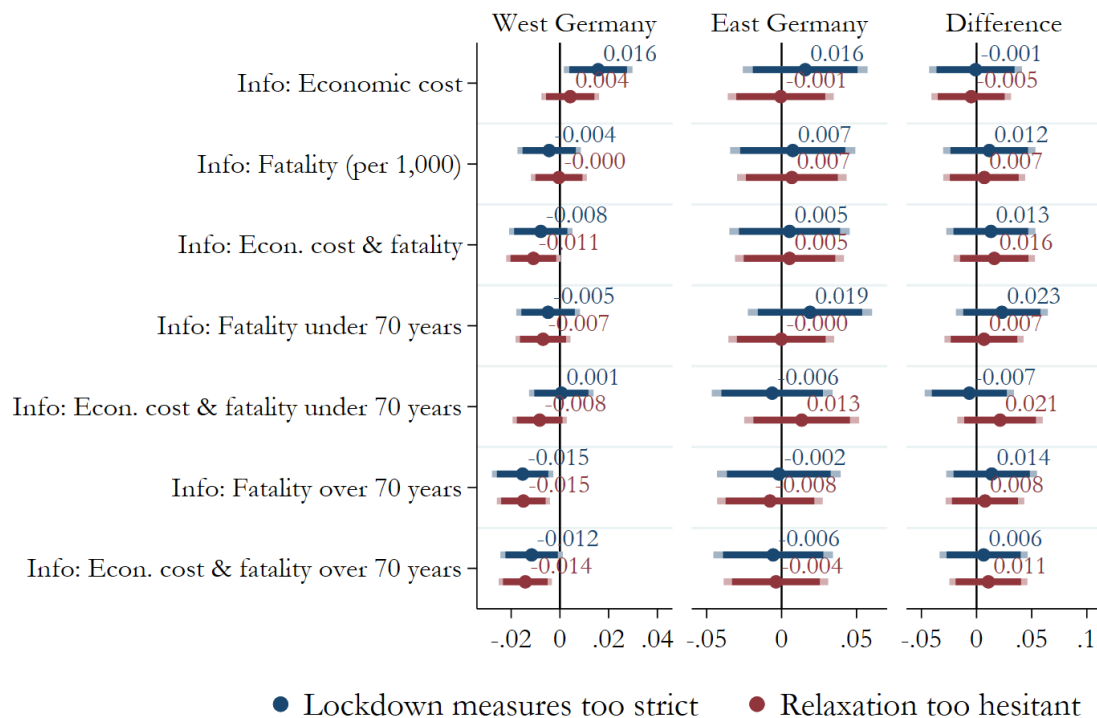 West Germany East Germany Difference
0.016 0.016 -0.001
Info: Economic cost 0.004 -0.001 -0.005
-0.004 0.007 0.012
Info: Fatality (per 1,000) -0.000 0.007 0.007
-0.008 0.005 0.013
Info: Econ. cost & fatality -0.011 0.005 0.016
-0.005 0.019 0.023
Info: Fatality under 70 years -0.007 -0.000 0.007
0.001 -0.006 -0.007
Info: Econ. cost & fatality under 70 years -0.008 0.013 0.021
-0.015 -0.002 0.014
Info: Fatality over 70 years -0.015 -0.008 0.008
-0.012 -0.006 0.006
Info: Econ. cost & fatality over 70 years -0.014 -0.004 0.011
-.02 0 .02 .04 -.05 0 .05 -.05 0 .05 .1
Lockdown measures too strict Relaxation too hesitant